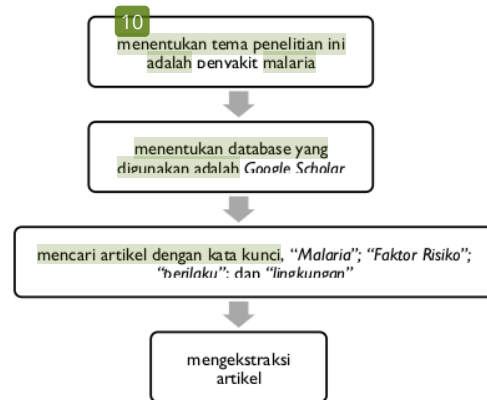 10
menentukan tema penelitian ini
adalah penyakit malaria
menentukan database yang
digunakan adalah Google Scholar
mencari artikel dengan kata kunci, “Malaria”; “Faktor Risiko”;
“perilaku”; dan “lingkungan”
mengekstraksi
artikel